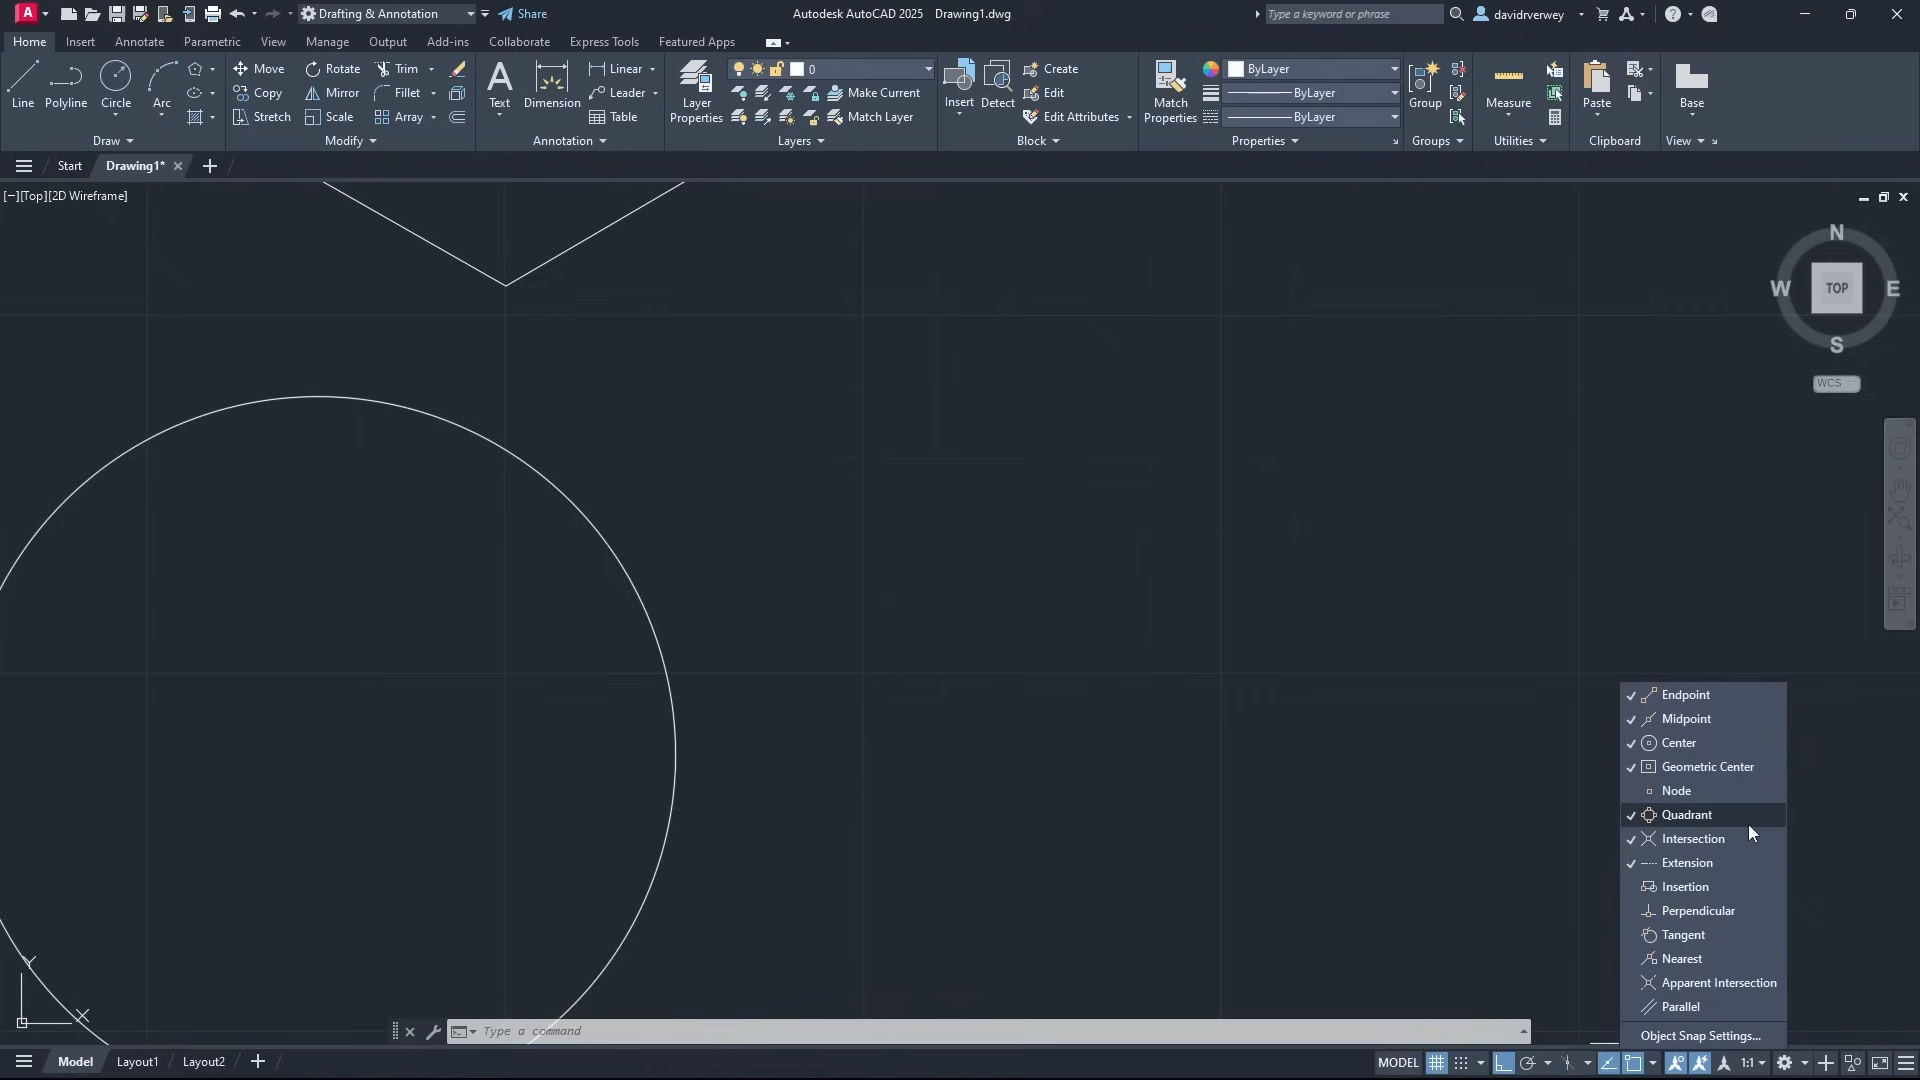 A Drafting & Annotation Share Autodesk AutoCAD 2025 Drawing1.dwg Type a keyword or phrase davidrverwey ?
Home Insert Annotate Parametric View Manage Output Add-ins Collaborate Express Tools Featured Apps
Line Polyline Circle Arc
Draw
Move Rotate Trim
Copy Mirror Fillet
Stretch Scale Array
Modify
Text Dimension
Linear
Leader
Table
Annotation
Layer
Properties
0
Make Current
Match Layer
Layers
Insert Detect
Create
Edit
Edit Attributes
Block
Match
Properties
ByLayer
ByLayer
ByLayer
Properties
Group
Groups
Measure
Utilities
Paste
Clipboard
Base
View
Start Drawing1*
[−][Top][2D Wireframe]
N
W TOP E
S
WCS
Endpoint
Midpoint
Center
Geometric Center
Node
Quadrant
Intersection
Extension
Insertion
Perpendicular
Tangent
Nearest
Apparent Intersection
Parallel
Object Snap Settings...
Y
X
Type a command
Model Layout1 Layout2 MODEL 1:1